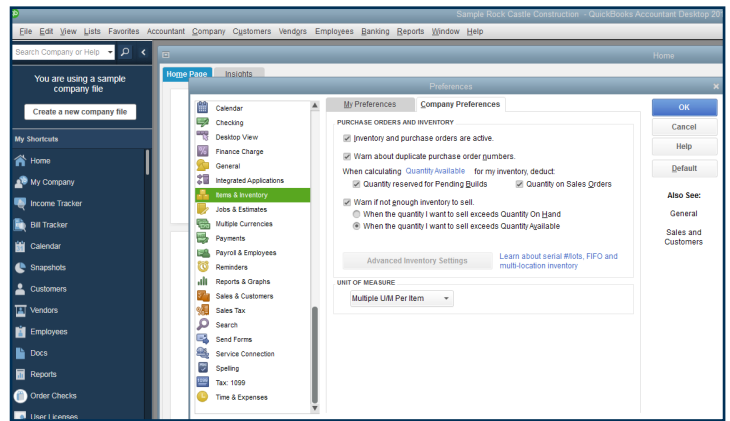 Sample Rock Castle Construction - QuickBooks Accountant Desktop 20
File Edit View Lists Favorites Accountant Company Customers Vendors Employees Banking Reports Window Help
Search Company or Help
Home
You are using a sample
company file
Create a new company file
My Shortcuts
Home
My Company
Income Tracker
Bill Tracker
Calendar
Snapshots
Customers
Vendors
Employees
Docs
Reports
Order Checks
User Licenses
Home Page Insights
Preferences
Calendar
Checking
Desktop View
Finance Charge
General
Integrated Applications
Items & Inventory
Jobs & Estimates
Multiple Currencies
Payments
Payroll & Employees
Reminders
Reports & Graphs
Sales & Customers
Sales Tax
Search
Send Forms
Service Connection
Spelling
Tax: 1099
Time & Expenses
My Preferences Company Preferences
PURCHASE ORDERS AND INVENTORY
Inventory and purchase orders are active.
Warn about duplicate purchase order numbers.
When calculating Quantity Available for my inventory, deduct:
Quantity reserved for Pending Builds Quantity on Sales Orders
Warn if not enough inventory to sell.
When the quantity I want to sell exceeds Quantity On Hand
When the quantity I want to sell exceeds Quantity Available
Advanced Inventory Settings
Learn about serial #/lots, FIFO and
multi-location inventory
UNIT OF MEASURE
Multiple U/M Per Item
OK
Cancel
Help
Default
Also See:
General
Sales and
Customers